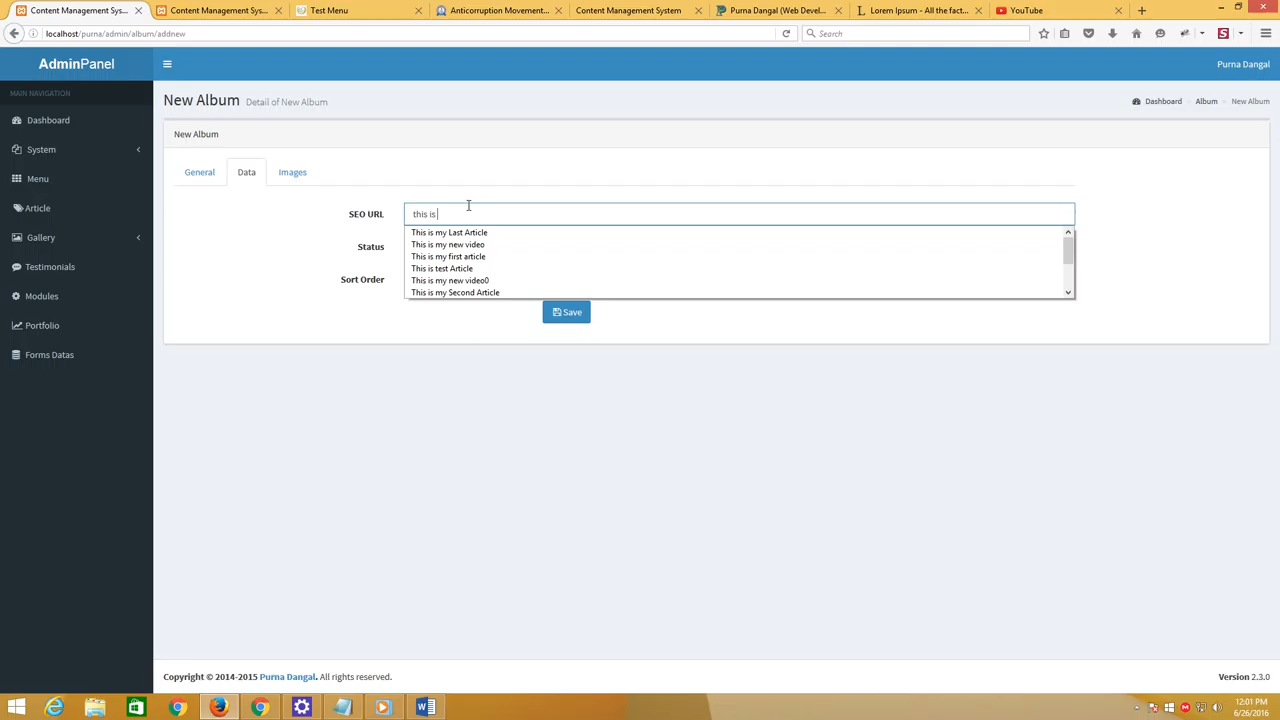 Content Management Sys...
Content Management Sys...
Test Menu
Anticorruption Movement...
Content Management System
Purna Dangal (Web Devel...
Lorem Ipsum - All the fact...
YouTube
localhost/purna/admin/album/addnew
Search
AdminPanel
Purna Dangal
MAIN NAVIGATION
Dashboard
System
Menu
Article
Gallery
Testimonials
Modules
Portfolio
Forms Datas
New Album Detail of New Album
Dashboard Album New Album
New Album
General Data Images
SEO URL this is
This is my Last Article
This is my new video
This is my first article
This is test Article
This is my new video0
This is my Second Article
Status
Sort Order
Save
Copyright © 2014-2015 Purna Dangal. All rights reserved.
Version 2.3.0
12:01 PM
6/26/2016